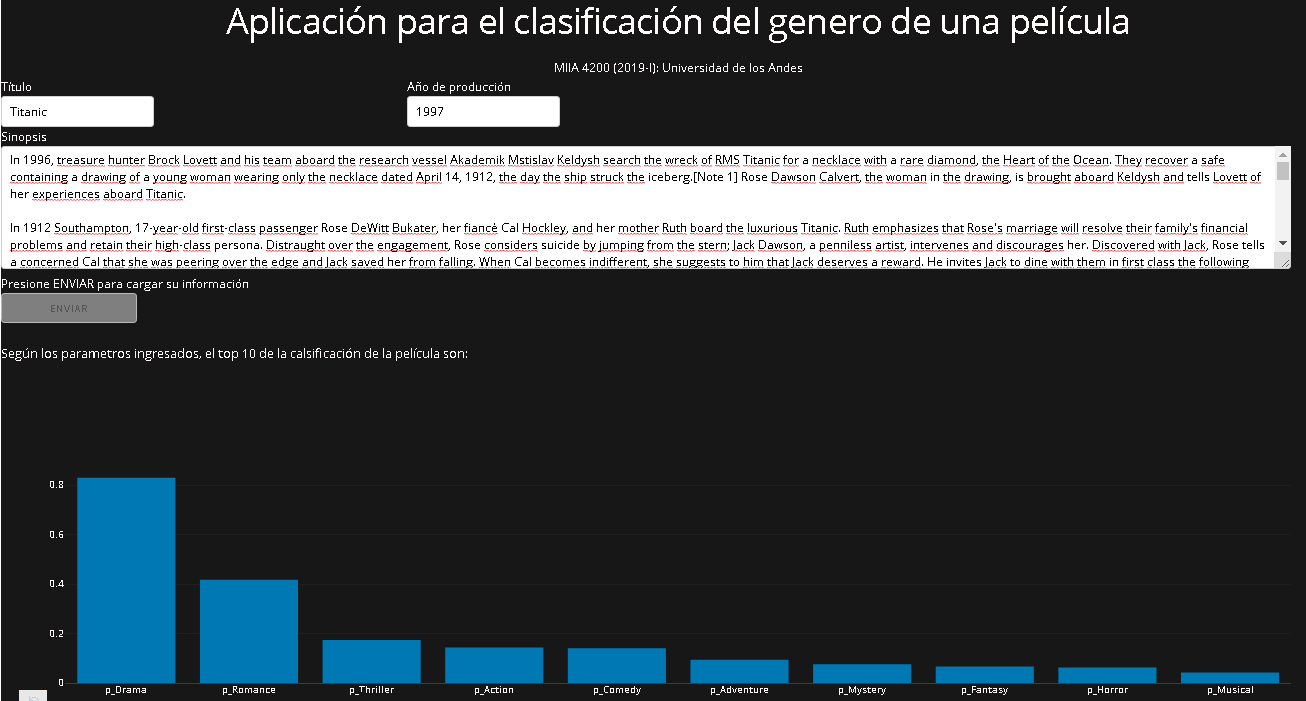 Aplicación para el clasificación del genero de una película
MIIA 4200 (2019-I): Universidad de los Andes
Título
Año de producción
Titanic
1997
Sinopsis
In 1996, treasure hunter Brock Lovett and his team aboard the research vessel Akademik Mstislav Keldysh search the wreck of RMS Titanic for a necklace with a rare diamond, the Heart of the Ocean. They recover a safe
containing a drawing of a young woman wearing only the necklace dated April 14, 1912, the day the ship struck the iceberg.[Note 1] Rose Dawson Calvert, the woman in the drawing, is brought aboard Keldysh and tells Lovett of
her experiences aboard Titanic.
In 1912 Southampton, 17-year-old first-class passenger Rose DeWitt Bukater, her fiancé Cal Hockley, and her mother Ruth board the luxurious Titanic. Ruth emphasizes that Rose's marriage will resolve their family's financial
problems and retain their high-class persona. Distraught over the engagement, Rose considers suicide by jumping from the stern; Jack Dawson, a penniless artist, intervenes and discourages her. Discovered with Jack, Rose tells
a concerned Cal that she was peering over the edge and Jack saved her from falling. When Cal becomes indifferent, she suggests to him that Jack deserves a reward. He invites Jack to dine with them in first class the following
Presione ENVIAR para cargar su información
ENVIAR
Según los parametros ingresados, el top 10 de la calsificación de la película son:
0.8
0.6
0.4
0.2
0
p_Drama
p_Romance
p_Thriller
p_Action
p_Comedy
p_Adventure
p_Mystery
p_Fantasy
p_Horror
p_Musical